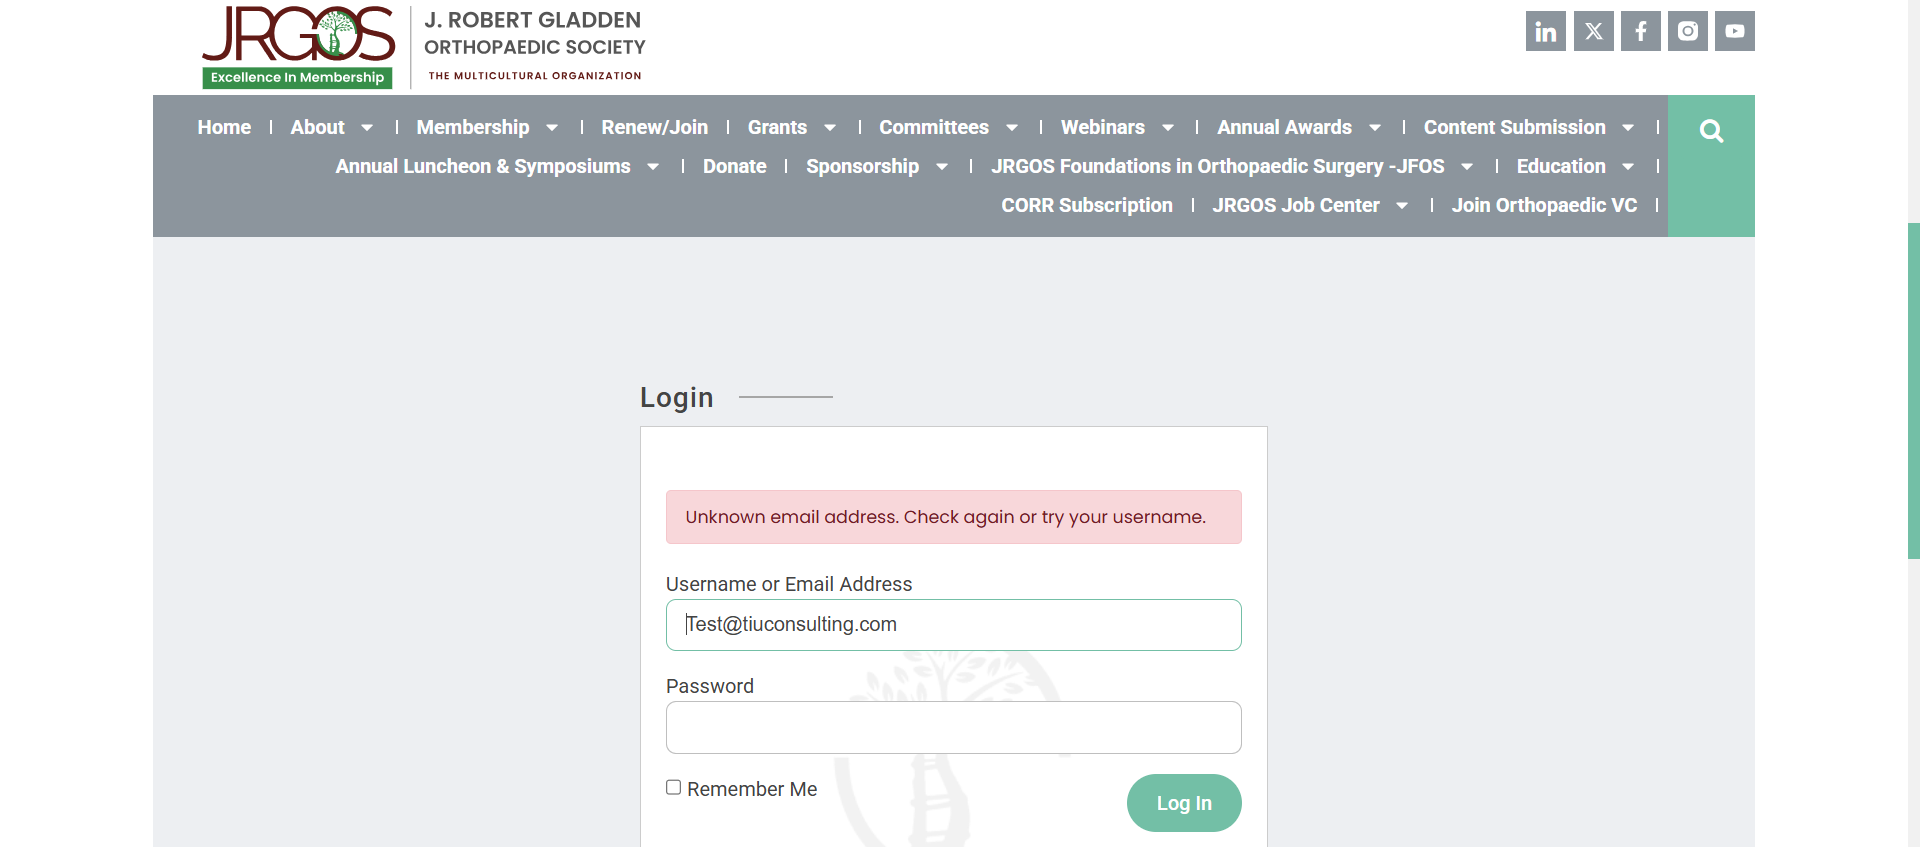 JRGOS
Excellence In Membership
J. ROBERT GLADDEN
ORTHOPAEDIC SOCIETY
THE MULTICULTURAL ORGANIZATION
Home | About | Membership | Renew/Join | Grants | Committees | Webinars | Annual Awards | Content Submission |
Annual Luncheon & Symposiums | Donate | Sponsorship | JRGOS Foundations in Orthopaedic Surgery -JFOS | Education |
CORR Subscription | JRGOS Job Center | Join Orthopaedic VC |
Login
Unknown email address. Check again or try your username.
Username or Email Address
Test@tiuconsulting.com
Password
Remember Me
Log In